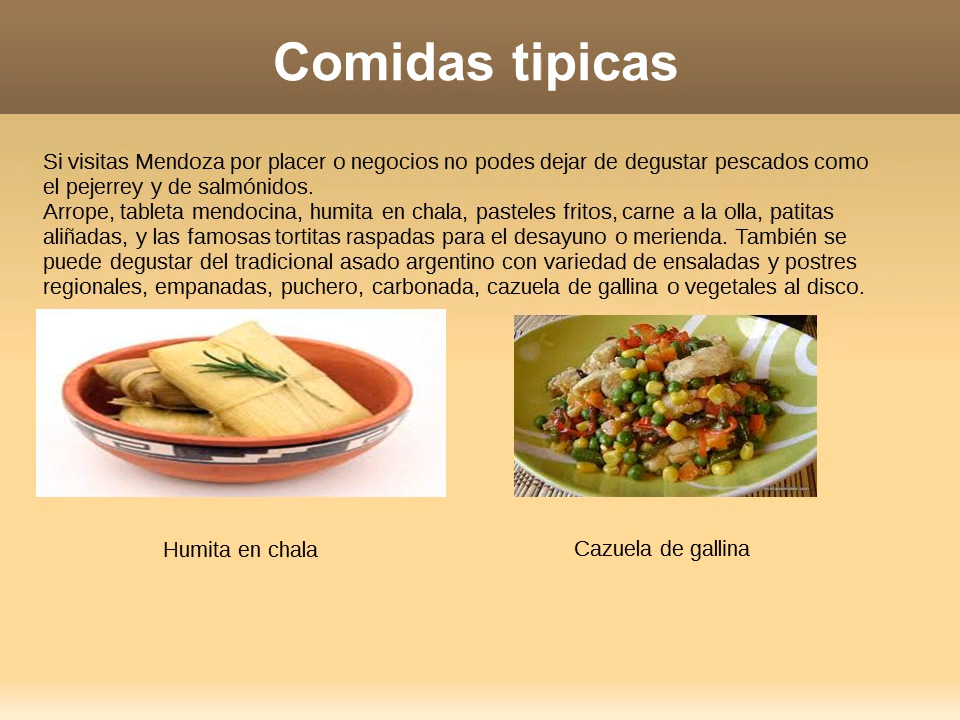 Comidas tipicas
Si visitas Mendoza por placer o negocios no podes dejar de degustar pescados como
el pejerrey y de salmónidos.
Arrope, tableta mendocina, humita en chala, pasteles fritos, carne a la olla, patitas
aliñadas, y las famosas tortitas raspadas para el desayuno o merienda. También se
puede degustar del tradicional asado argentino con variedad de ensaladas y postres
regionales, empanadas, puchero, carbonada, cazuela de gallina o vegetales al disco.
Humita en chala
Cazuela de gallina